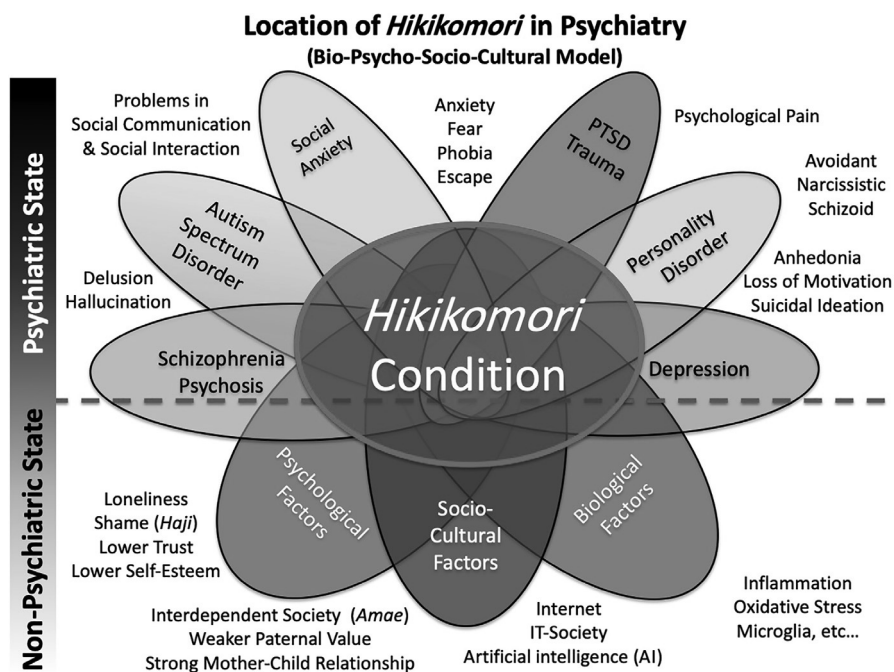 Location of Hikikomori in Psychiatry
(Bio-Psycho-Socio-Cultural Model)
Psychiatric State
Non-Psychiatric State
Problems in
Social Communication
& Social Interaction
Social
Anxiety
Anxiety
Fear
Phobia
Escape
PTSD
Trauma
Psychological Pain
Autism
Spectrum
Disorder
Personality
Disorder
Avoidant
Narcissistic
Schizoid
Delusion
Hallucination
Anhedonia
Loss of Motivation
Suicidal Ideation
Schizophrenia
Psychosis
Hikikomori
Condition
Depression
Psychological
Factors
Socio-
Cultural
Factors
Biological
Factors
Loneliness
Shame (Haji)
Lower Trust
Lower Self-Esteem
Interdependent Society (Amae)
Weaker Paternal Value
Strong Mother-Child Relationship
Internet
IT-Society
Artificial intelligence (AI)
Inflammation
Oxidative Stress
Microglia, etc...